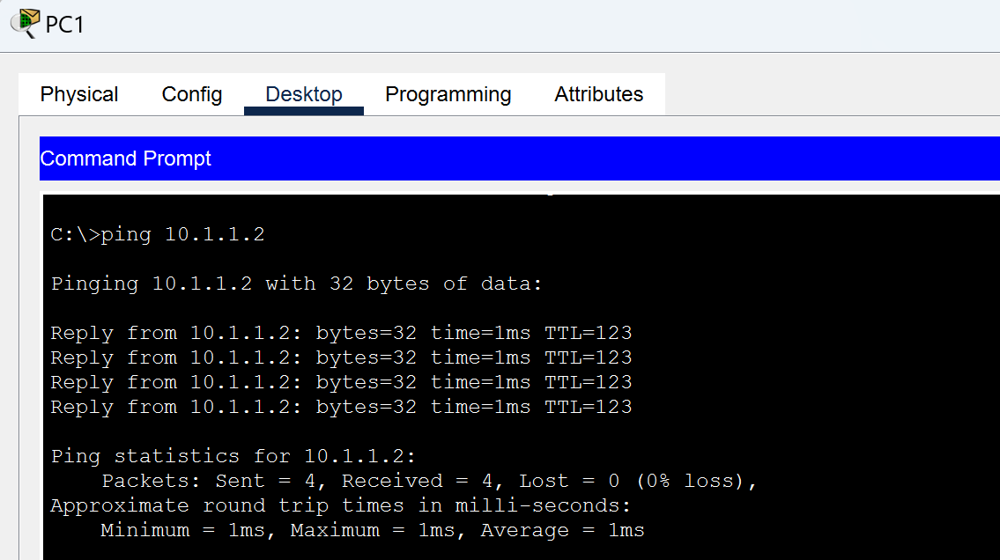 PC1
Physical Config Desktop Programming Attributes
Command Prompt
C:\>ping 10.1.1.2
Pinging 10.1.1.2 with 32 bytes of data:
Reply from 10.1.1.2: bytes=32 time=1ms TTL=123
Reply from 10.1.1.2: bytes=32 time=1ms TTL=123
Reply from 10.1.1.2: bytes=32 time=1ms TTL=123
Reply from 10.1.1.2: bytes=32 time=1ms TTL=123
Ping statistics for 10.1.1.2:
Packets: Sent = 4, Received = 4, Lost = 0 (0% loss),
Approximate round trip times in milli-seconds:
Minimum = 1ms, Maximum = 1ms, Average = 1ms